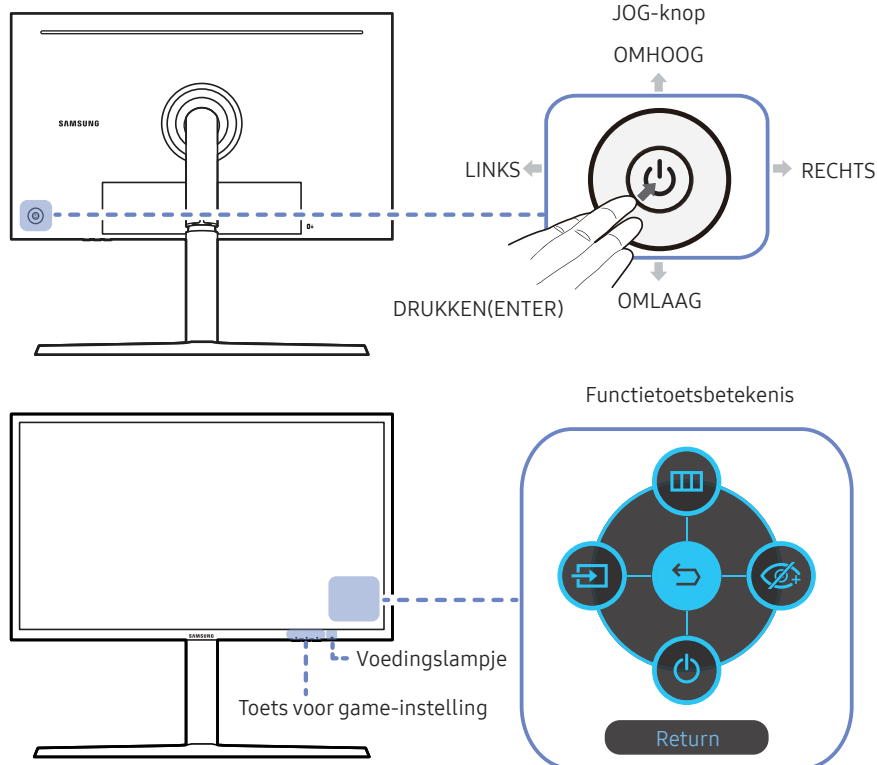 JOG-knop
OMHOOG
SAMSUNG
LINKS
RECHTS
DRUKKEN(ENTER)
OMLAAG
Functietoetsbetekenis
SAMSUNG
Voedingslampje
Toets voor game-instelling
Return